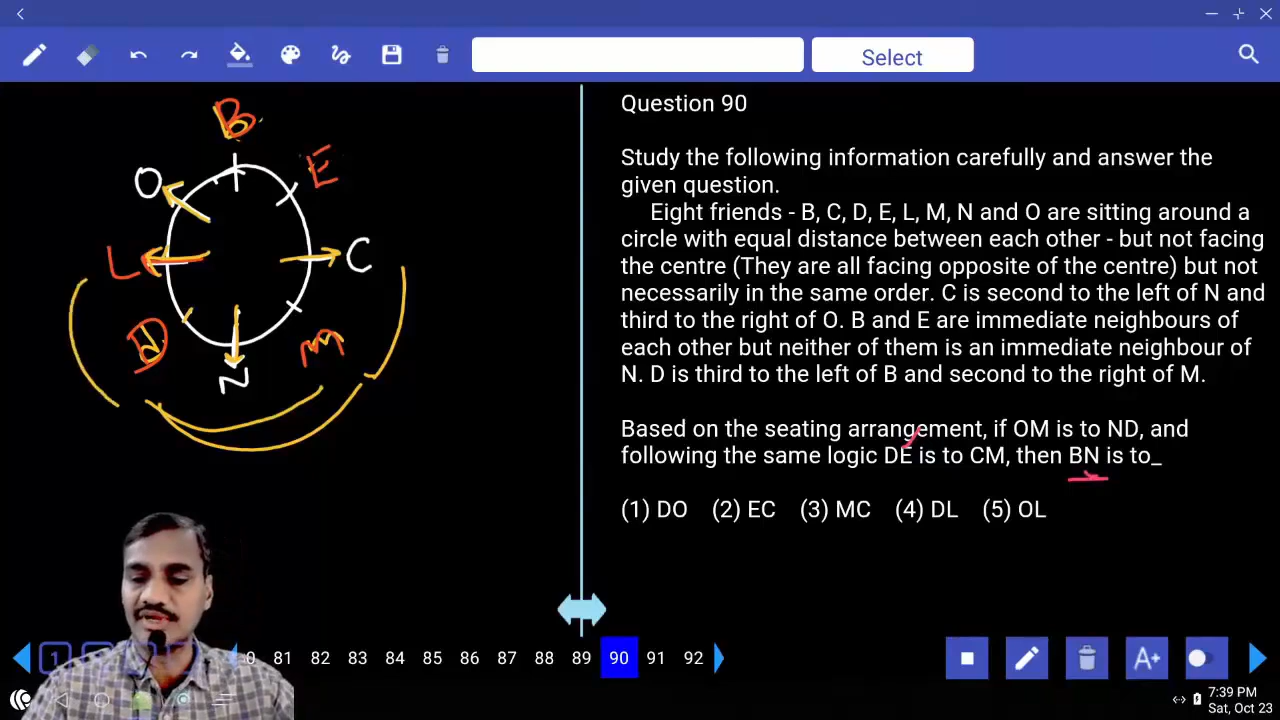 Select
Question 90
Study the following information carefully and answer the
given question.
Eight friends - B, C, D, E, L, M, N and O are sitting around a
circle with equal distance between each other - but not facing
the centre (They are all facing opposite of the centre) but not
necessarily in the same order. C is second to the left of N and
third to the right of O. B and E are immediate neighbours of
each other but neither of them is an immediate neighbour of
N. D is third to the left of B and second to the right of M.
Based on the seating arrangement, if OM is to ND, and
following the same logic DE is to CM, then BN is to_
(1) DO (2) EC (3) MC (4) DL (5) OL
B
O E
L C
D M
N
1 0 81 82 83 84 85 86 87 88 89 90 91 92
A+
7:39 PM
Sat, Oct 23